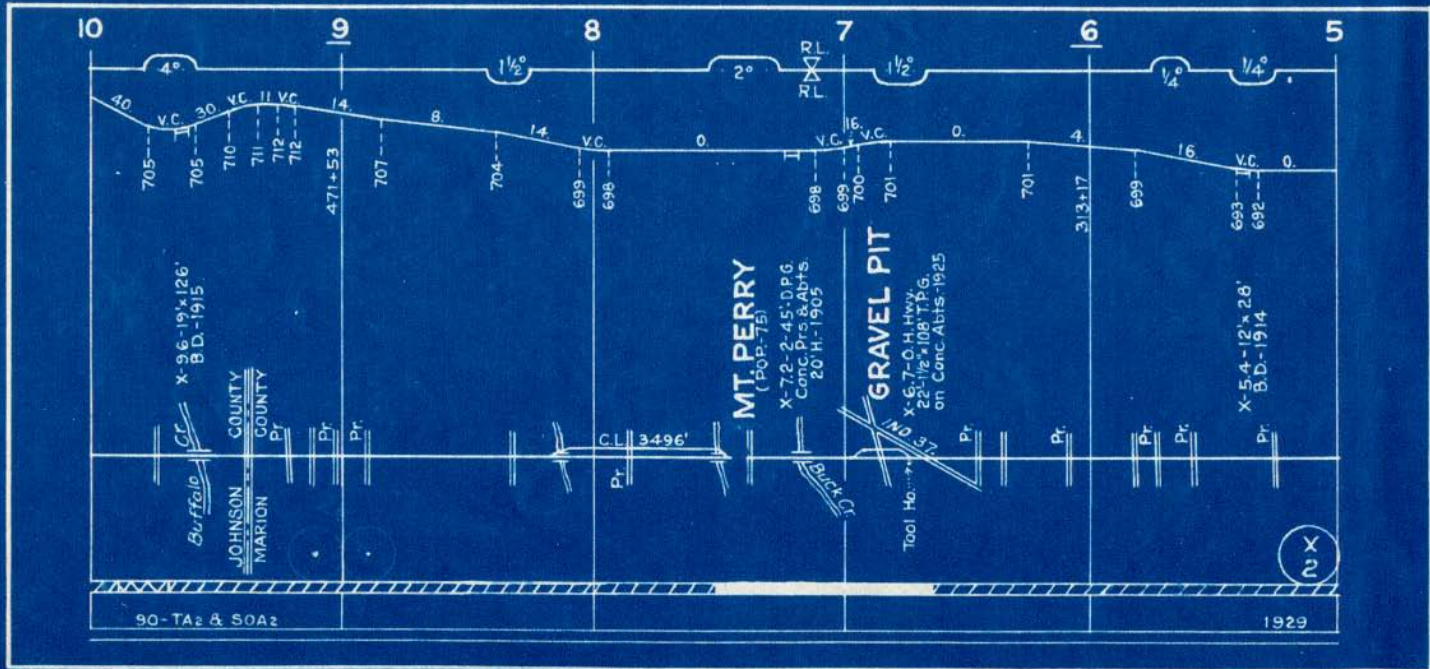 10 9 8 7 6 5
4° 1½° 2° R.L. 1½° ¼° ¼°
R.L.
40. V.C. 30. V.C. 11 V.C. 14. 8. 14. V.C. 0. V.C. 16. V.C. 0. 4. 16. V.C. 0.
705
705
710
711
712
712
471+53
707
704
699
698
698
699
700
701
701
313+17
699
693
692
X-9.6-19'x126'
B.D.-1915
MT. PERRY
(POP.-75)
X-7.2-2-45' D.P.G.
Conc. Prs & Abts.
20' H.-1905
GRAVEL PIT
X-6.7-O.H. Hwy.
22'-1½"x108' T.P.G.
on Conc. Abts.-1925
X-5.4-12'x28'
B.D.-1914
Buffalo Cr.
JOHNSON COUNTY
MARION COUNTY
Pr.
Pr.
Pr.
C.L. 3496'
Pr.
Buck Cr.
IND 37.
Tool Ho.
Pr.
Pr.
Pr.
Pr.
Pr.
Pr.
X
2
90-TA2 & SOA2
1929